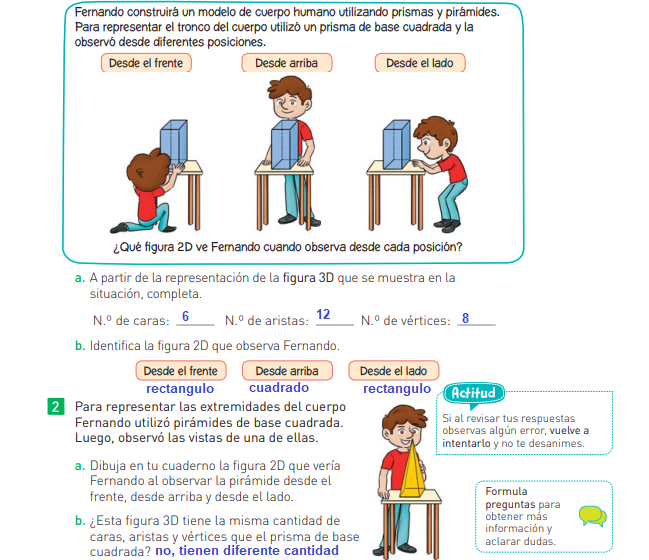 Fernando construirá un modelo de cuerpo humano utilizando prismas y pirámides.
Para representar el tronco del cuerpo utilizó un prisma de base cuadrada y la
observó desde diferentes posiciones.
Desde el frente
Desde arriba
Desde el lado
¿Qué figura 2D ve Fernando cuando observa desde cada posición?
a. A partir de la representación de la figura 3D que se muestra en la
situación, completa.
N.º de caras: 6 N.º de aristas: 12 N.º de vértices: 8
b. Identifica la figura 2D que observa Fernando.
Desde el frente
Desde arriba
Desde el lado
rectangulo
cuadrado
rectangulo
2 Para representar las extremidades del cuerpo
Fernando utilizó pirámides de base cuadrada.
Luego, observó las vistas de una de ellas.
a. Dibuja en tu cuaderno la figura 2D que vería
Fernando al observar la pirámide desde el
frente, desde arriba y desde el lado.
b. ¿Esta figura 3D tiene la misma cantidad de
caras, aristas y vértices que el prisma de base
cuadrada? no, tienen diferente cantidad
Actitud
Si al revisar tus respuestas
observas algún error, vuelve a
intentarlo y no te desanimes.
Formula
preguntas para
obtener más
información y
aclarar dudas.